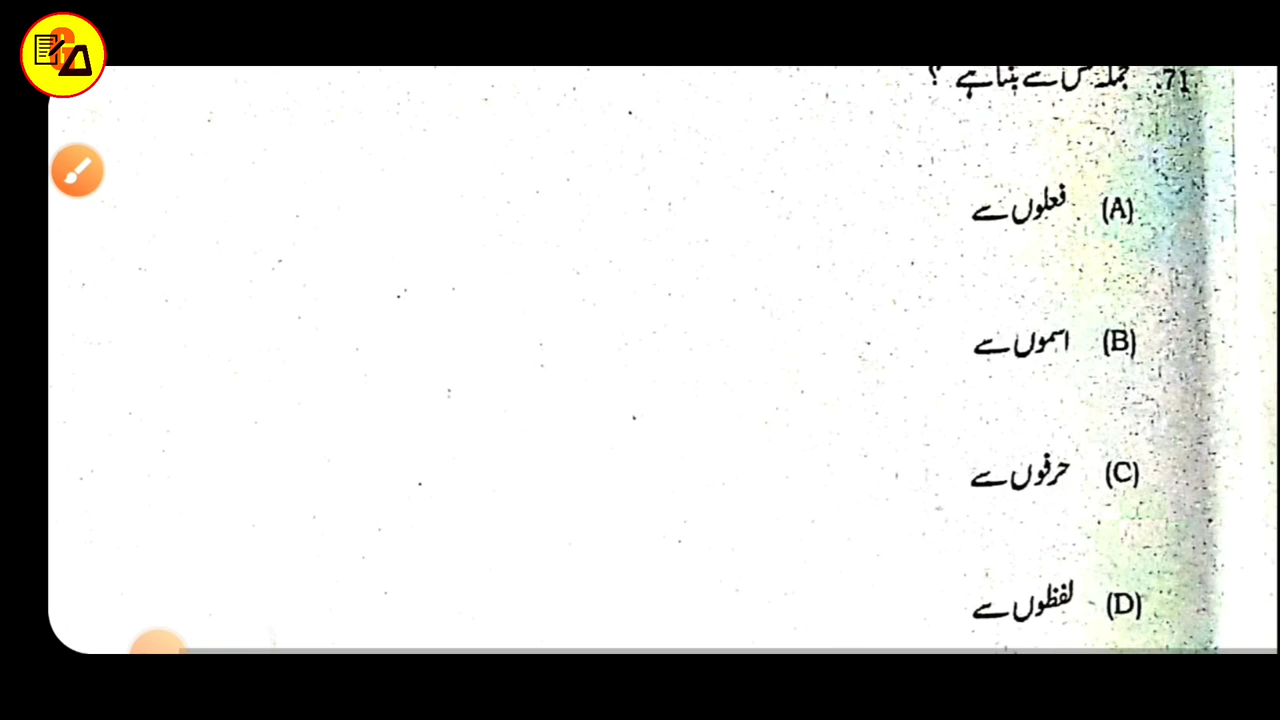 71. جملہ کس سے بنتا ہے ؟
(A) فعلوں سے
(B) اسموں سے
(C) حرفوں سے
(D) لفظوں سے